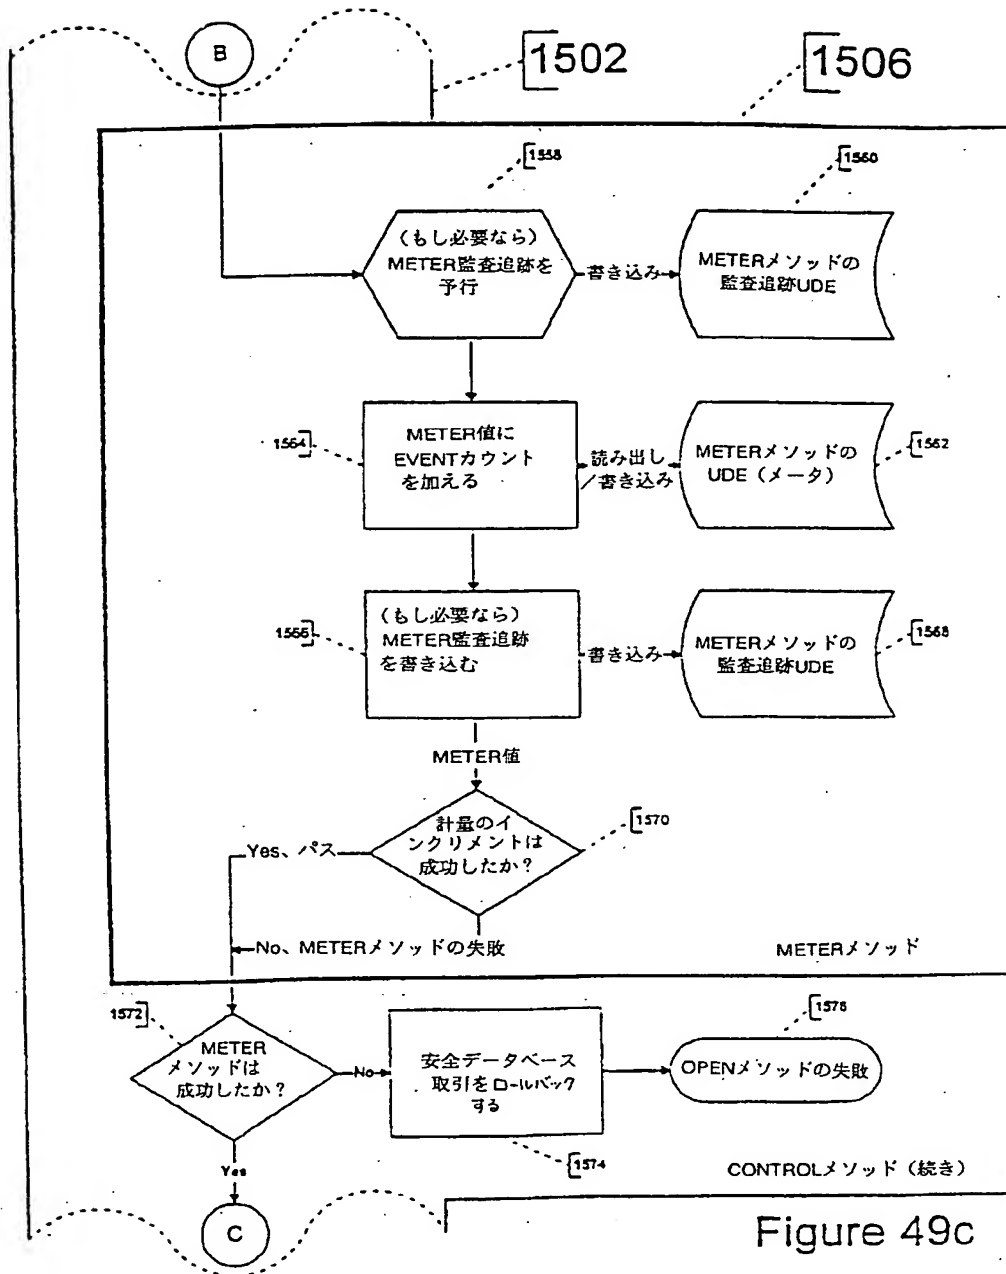 B
1502
1506
1558
1560
(もし必要なら)
METER監査追跡を
予行
書き込み
METERメソッドの
監査追跡UDE
1564
METER値に
EVENTカウント
を加える
読み出し
/書き込み
METERメソッドの
UDE(メータ)
1562
1566
(もし必要なら)
METER監査追跡
を書き込む
書き込み
METERメソッドの
監査追跡UDE
1568
METER値
計量のイ
ンクリメントは
成功したか?
1570
Yes、パス
No、METERメソッドの失敗
METERメソッド
1572
METER
メソッドは
成功したか?
No
安全データベース
取引をロールバック
する
1576
OPENメソッドの失敗
1574
Yes
CONTROLメソッド(続き)
C
Figure 49c